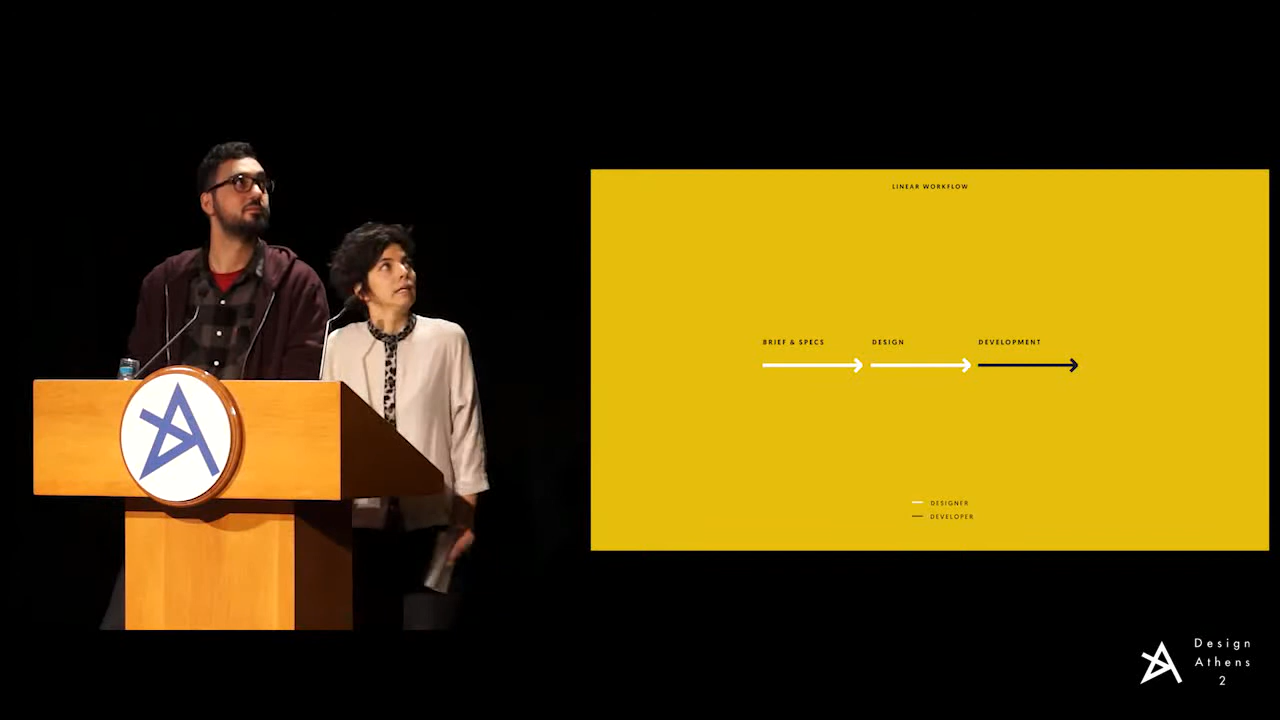 LINEAR WORKFLOW
BRIEF & SPECS
DESIGN
DEVELOPMENT
DESIGNER
DEVELOPER
Design
Athens
2